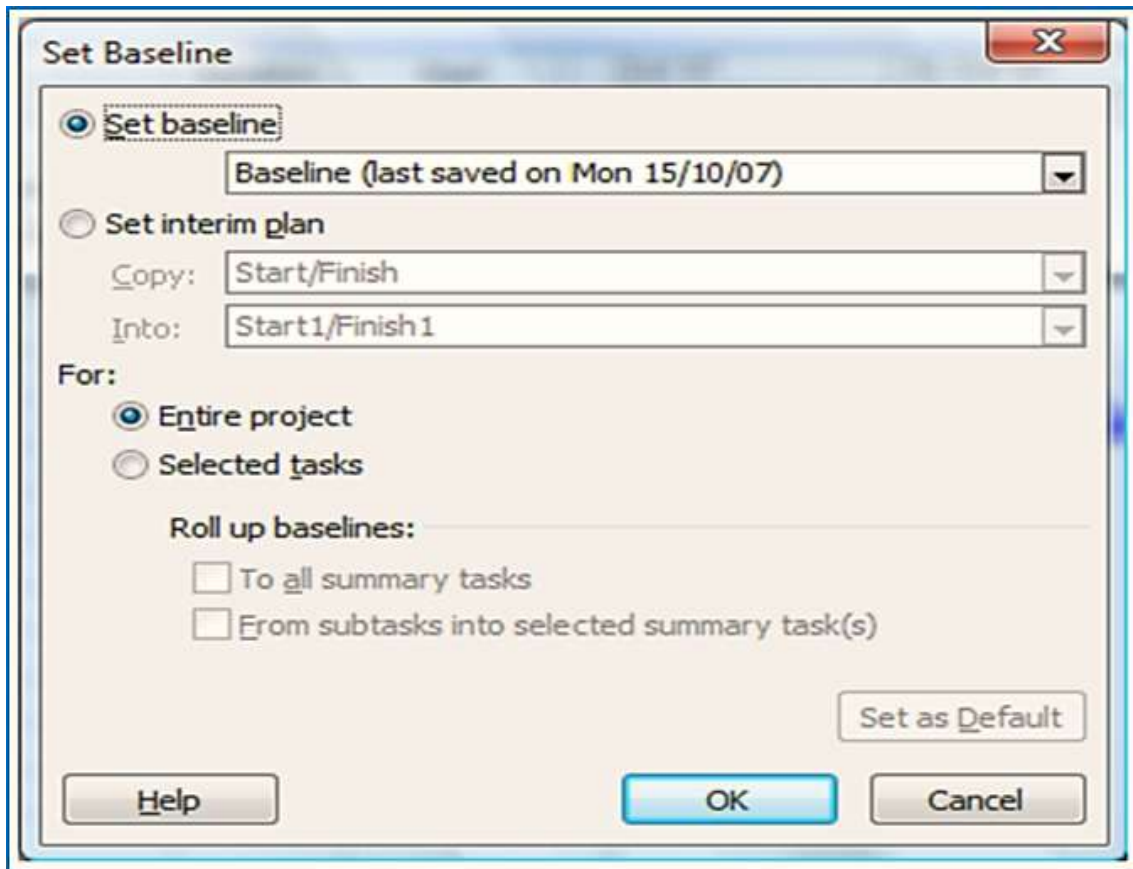 Set Baseline
Set baseline
Baseline (last saved on Mon 15/10/07)
Set interim plan
Copy: Start/Finish
Into: Start1/Finish1
For:
Entire project
Selected tasks
Roll up baselines:
To all summary tasks
From subtasks into selected summary task(s)
Set as Default
Help OK Cancel